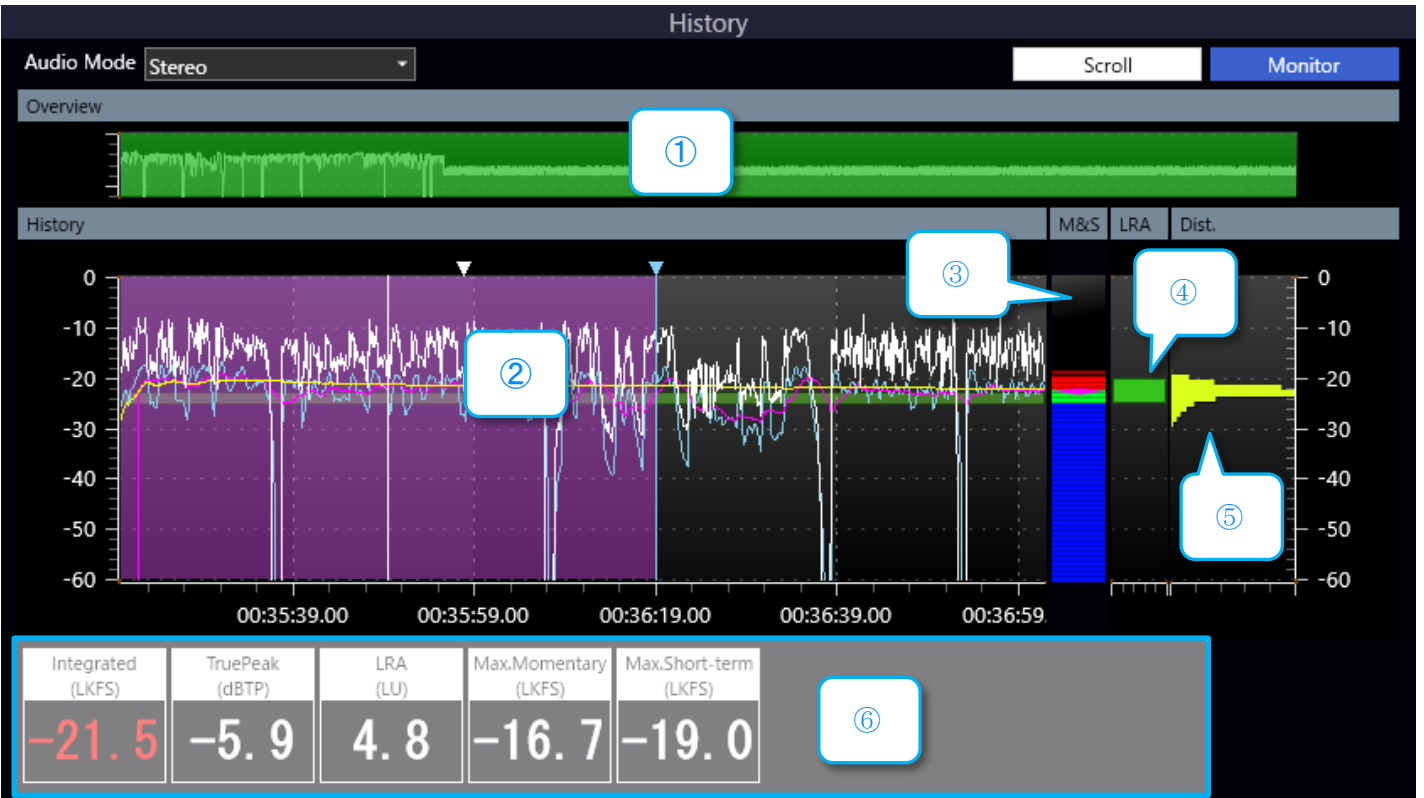 History
Audio Mode Stereo Scroll Monitor
Overview
①
History M&S LRA Dist.
③
④
0 0
-10 -10
②
-20 -20
-30 -30
-40 -40
⑤
-50 -50
-60 -60
00:35:39.00 00:35:59.00 00:36:19.00 00:36:39.00 00:36:59.
Integrated TruePeak LRA Max.Momentary Max.Short-term
(LKFS) (dBTP) (LU) (LKFS) (LKFS)
-21.5 -5.9 4.8 -16.7 -19.0
⑥